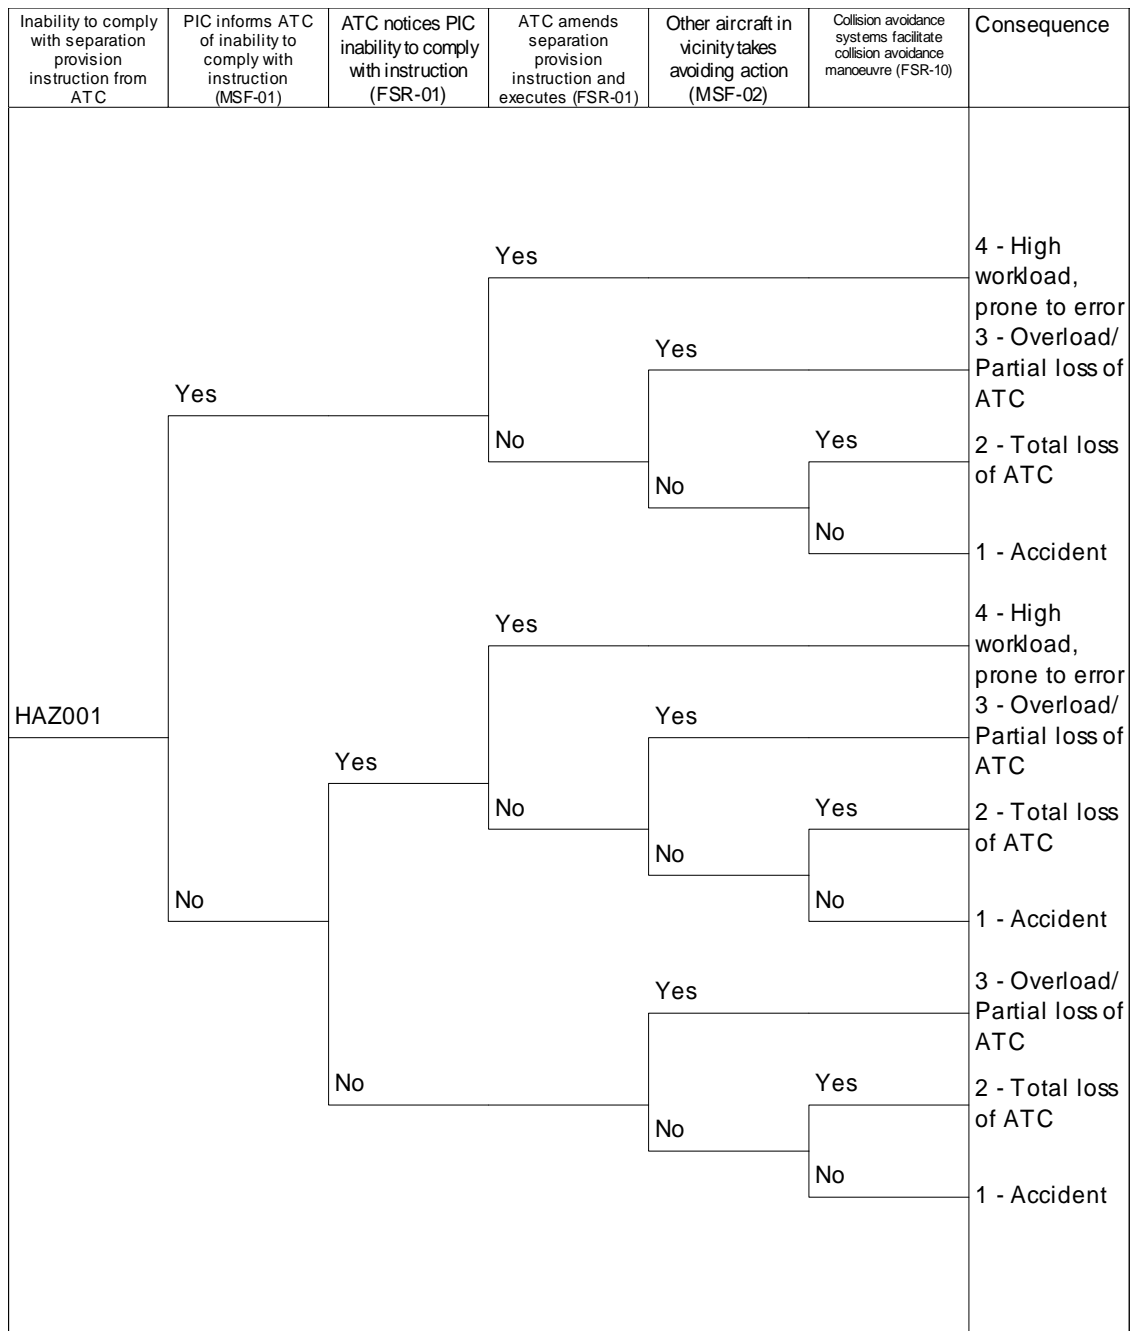 Inability to comply
with separation
provision
instruction from
ATC
PIC informs ATC
of inability to
comply with
instruction
(MSF-01)
ATC notices PIC
inability to comply
with instruction
(FSR-01)
ATC amends
separation
provision
instruction and
executes (FSR-01)
Other aircraft in
vicinity takes
avoiding action
(MSF-02)
Collision avoidance
systems facilitate
collision avoidance
manoeuvre (FSR-10)
Consequence
Yes
4 - High
workload,
prone to error
Yes
3 - Overload/
Partial loss of
ATC
Yes
No
Yes
2 - Total loss
of ATC
No
No
1 - Accident
Yes
4 - High
workload,
prone to error
HAZ001
Yes
3 - Overload/
Partial loss of
ATC
Yes
No
Yes
2 - Total loss
of ATC
No
No
No
1 - Accident
Yes
3 - Overload/
Partial loss of
ATC
No
Yes
2 - Total loss
of ATC
No
No
1 - Accident